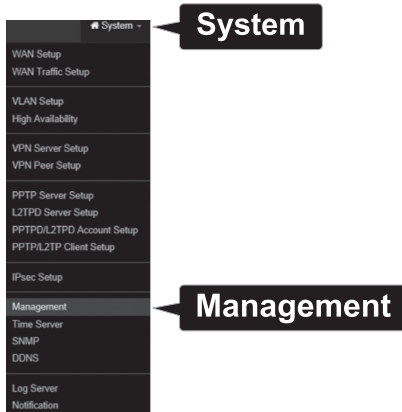 System
System
WAN Setup
WAN Traffic Setup
VLAN Setup
High Availability
VPN Server Setup
VPN Peer Setup
PPTP Server Setup
L2TPD Server Setup
PPTPD/L2TPD Account Setup
PPTP/L2TP Client Setup
IPsec Setup
Management
Management
Time Server
SNMP
DDNS
Log Server
Notification